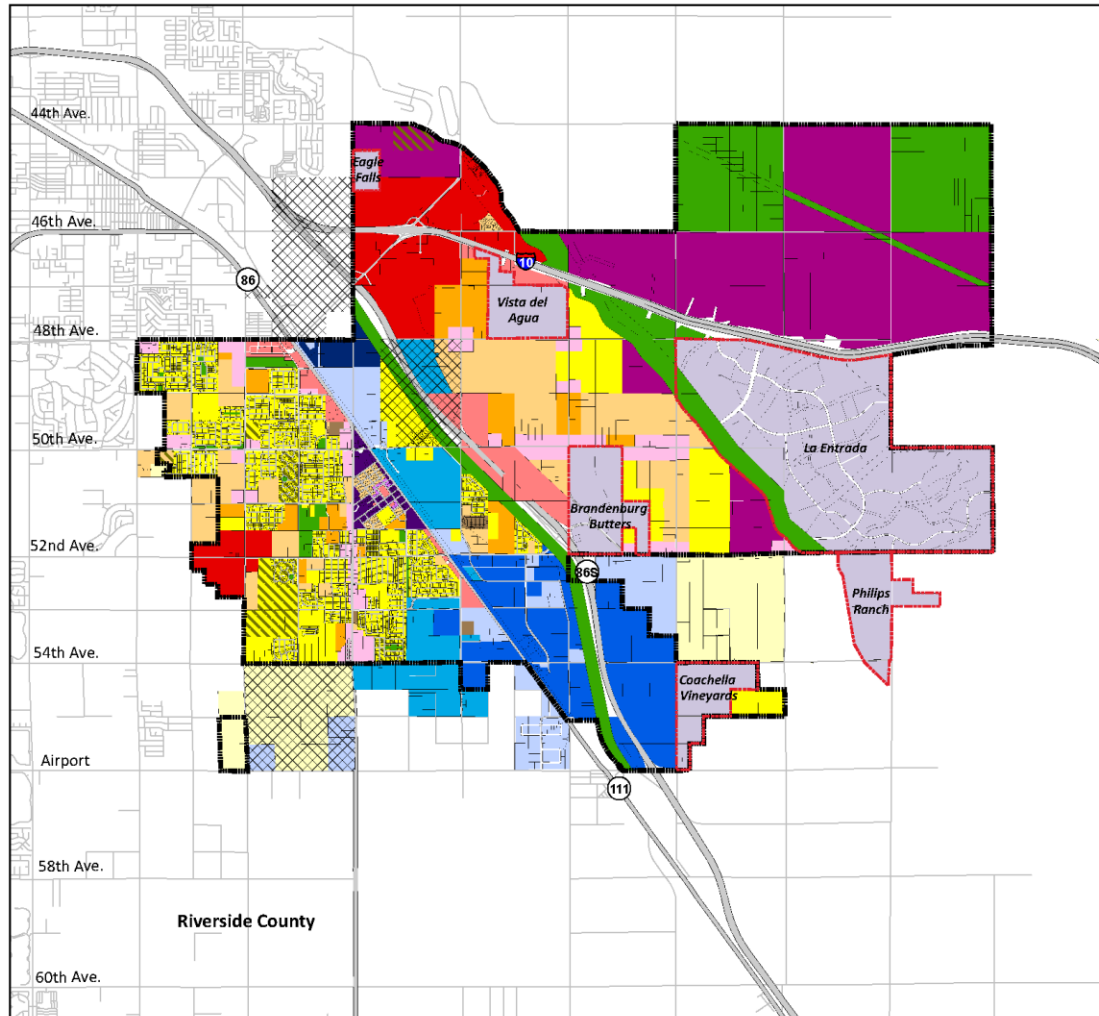 44th Ave.
Eagle
Falls
46th Ave.
10
86
Vista del
Agua
48th Ave.
50th Ave.
La Entrada
Brandenburg
Butters
52nd Ave.
86S
Philips
Ranch
54th Ave.
Coachella
Vineyards
Airport
111
58th Ave.
Riverside County
60th Ave.